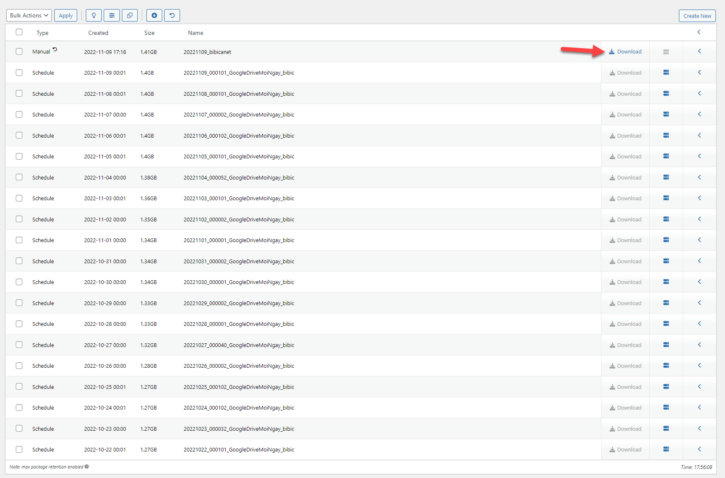 Bulk Actions Apply Create New
Type Created Size Name
Manual 2022-11-09 17:18 1.41GB 20221109_bibicanet Download
Schedule 2022-11-09 00:01 1.4GB 20221109_000101_GoogleDriveMoiNgay_bibic Download
Schedule 2022-11-08 00:01 1.4GB 20221108_000101_GoogleDriveMoiNgay_bibic Download
Schedule 2022-11-07 00:00 1.4GB 20221107_000002_GoogleDriveMoiNgay_bibic Download
Schedule 2022-11-06 00:01 1.4GB 20221106_000102_GoogleDriveMoiNgay_bibic Download
Schedule 2022-11-05 00:01 1.4GB 20221105_000101_GoogleDriveMoiNgay_bibic Download
Schedule 2022-11-04 00:00 1.38GB 20221104_000052_GoogleDriveMoiNgay_bibic Download
Schedule 2022-11-03 00:01 1.36GB 20221103_000101_GoogleDriveMoiNgay_bibic Download
Schedule 2022-11-02 00:00 1.35GB 20221102_000002_GoogleDriveMoiNgay_bibic Download
Schedule 2022-11-01 00:00 1.34GB 20221101_000001_GoogleDriveMoiNgay_bibic Download
Schedule 2022-10-31 00:00 1.34GB 20221031_000002_GoogleDriveMoiNgay_bibic Download
Schedule 2022-10-30 00:00 1.34GB 20221030_000001_GoogleDriveMoiNgay_bibic Download
Schedule 2022-10-29 00:00 1.33GB 20221029_000002_GoogleDriveMoiNgay_bibic Download
Schedule 2022-10-28 00:00 1.33GB 20221028_000001_GoogleDriveMoiNgay_bibic Download
Schedule 2022-10-27 00:00 1.32GB 20221027_000040_GoogleDriveMoiNgay_bibic Download
Schedule 2022-10-26 00:00 1.28GB 20221026_000002_GoogleDriveMoiNgay_bibic Download
Schedule 2022-10-25 00:01 1.27GB 20221025_000102_GoogleDriveMoiNgay_bibic Download
Schedule 2022-10-24 00:01 1.27GB 20221024_000102_GoogleDriveMoiNgay_bibic Download
Schedule 2022-10-23 00:00 1.27GB 20221023_000032_GoogleDriveMoiNgay_bibic Download
Schedule 2022-10-22 00:01 1.27GB 20221022_000101_GoogleDriveMoiNgay_bibic Download
Note: max package retention enabled Time: 17:56:08